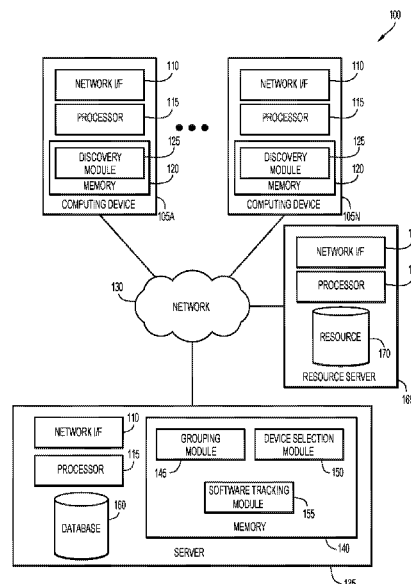 100
110
NETWORK I/F
115
PROCESSOR
125
DISCOVERY MODULE
120
MEMORY
COMPUTING DEVICE
105A
110
NETWORK I/F
115
PROCESSOR
125
DISCOVERY MODULE
120
MEMORY
COMPUTING DEVICE
105N
130
NETWORK
NETWORK I/F
PROCESSOR
RESOURCE
170
RESOURCE SERVER
110
NETWORK I/F
115
PROCESSOR
160
DATABASE
GROUPING MODULE
145
DEVICE SELECTION MODULE
150
SOFTWARE TRACKING MODULE
155
MEMORY
140
SERVER